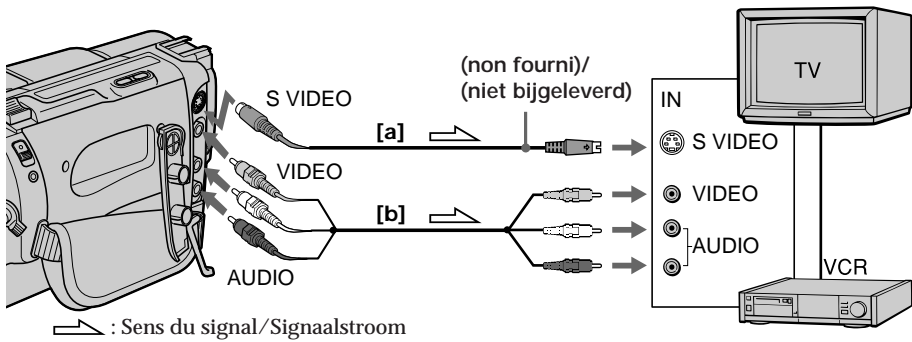 (non fourni)/
(niet bijgeleverd)
TV
IN
S VIDEO
[a]
S VIDEO
VIDEO
VIDEO
[b]
AUDIO
AUDIO
VCR
: Sens du signal/Signaalstroom